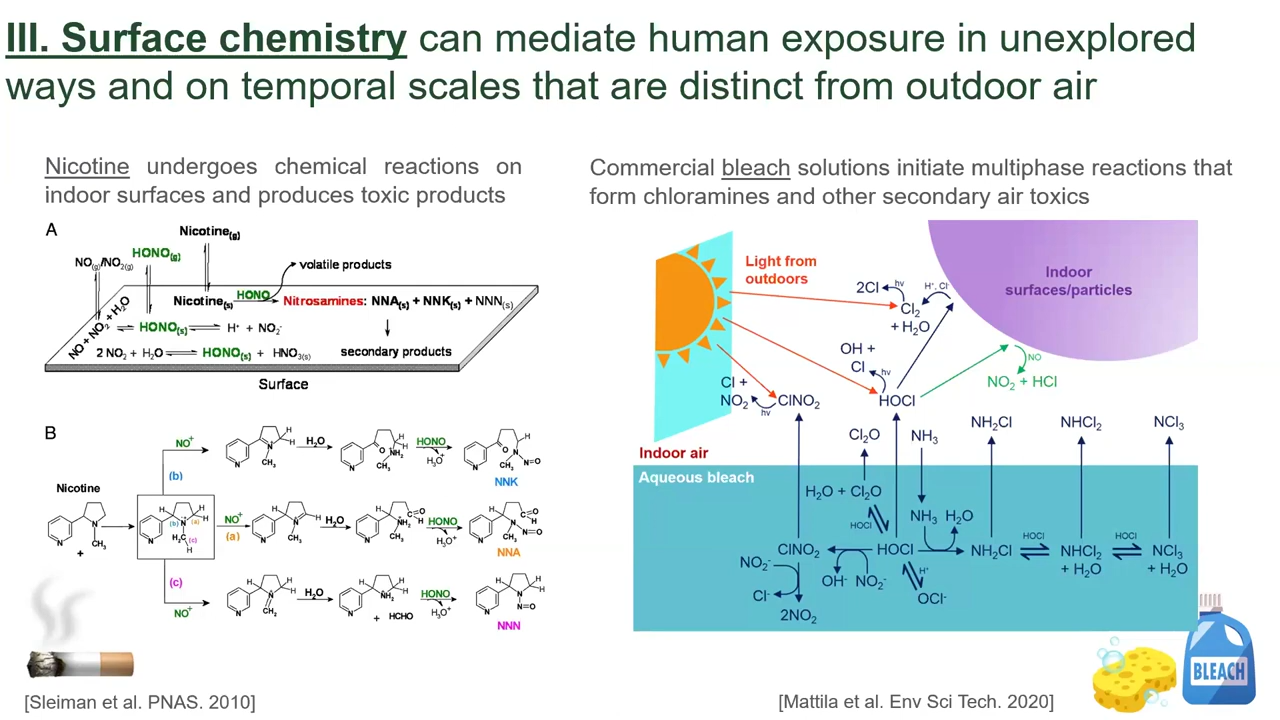 III. Surface chemistry can mediate human exposure in unexplored
ways and on temporal scales that are distinct from outdoor air
Nicotine undergoes chemical reactions on
indoor surfaces and produces toxic products
A
Nicotine(g)
HONO(g)
NO(g)/NO2(g)
volatile products
Nicotine(s) HONO Nitrosamines: NNA(s) + NNK(s) + NNN(s)
NO + NO2 + H2O
HONO(s) H+ + NO2-
2 NO2 + H2O HONO(s) + HNO3(s)
secondary products
Surface
B
NO+ H2O HONO H3O+
(b)
NNK
Nicotine
+
NO+ H2O HONO H3O+
(a)
NNA
(c)
NO+ H2O HONO H3O+
+ HCHO
NNN
[Sleiman et al. PNAS. 2010]
Commercial bleach solutions initiate multiphase reactions that
form chloramines and other secondary air toxics
Light from
outdoors
Indoor
surfaces/particles
2Cl hν Cl2
+ H2O
H+, Cl-
OH +
Cl hν
HOCl
NO
NO2 + HCl
Cl +
NO2 hν ClNO2
Cl2O NH3 NH2Cl NHCl2 NCl3
Indoor air
Aqueous bleach
H2O + Cl2O
HOCl
NH3 H2O
ClNO2 HOCl NH2Cl HOCl NHCl2 HOCl NCl3
+ H2O + H2O
NO2- OH- NO2- H+
Cl- OCl-
2NO2
BLEACH
[Mattila et al. Env Sci Tech. 2020]